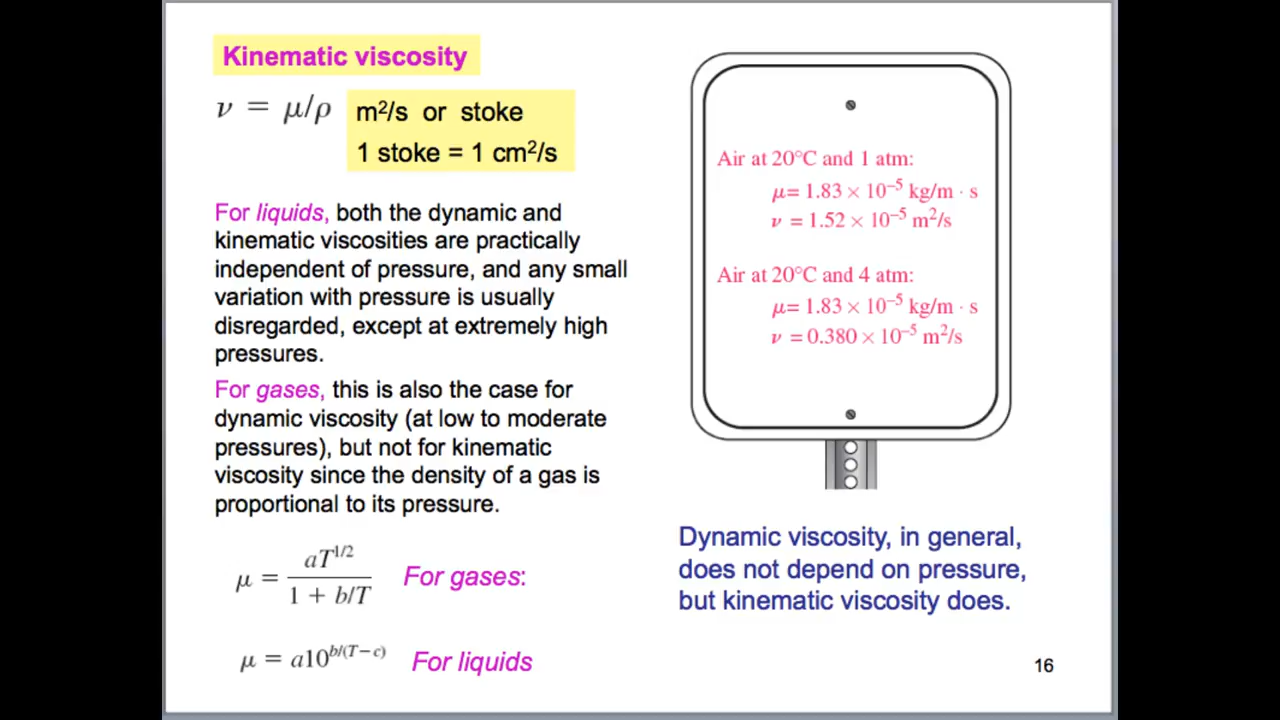 Kinematic viscosity
ν = μ/ρ
m²/s or stoke
1 stoke = 1 cm²/s
For liquids, both the dynamic and
kinematic viscosities are practically
independent of pressure, and any small
variation with pressure is usually
disregarded, except at extremely high
pressures.
For gases, this is also the case for
dynamic viscosity (at low to moderate
pressures), but not for kinematic
viscosity since the density of a gas is
proportional to its pressure.
μ = aT^1/2 / (1 + b/T) For gases:
μ = a10^b/(T−c) For liquids
Air at 20°C and 1 atm:
μ= 1.83 × 10⁻⁵ kg/m · s
ν = 1.52 × 10⁻⁵ m²/s
Air at 20°C and 4 atm:
μ= 1.83 × 10⁻⁵ kg/m · s
ν = 0.380 × 10⁻⁵ m²/s
Dynamic viscosity, in general,
does not depend on pressure,
but kinematic viscosity does.
16